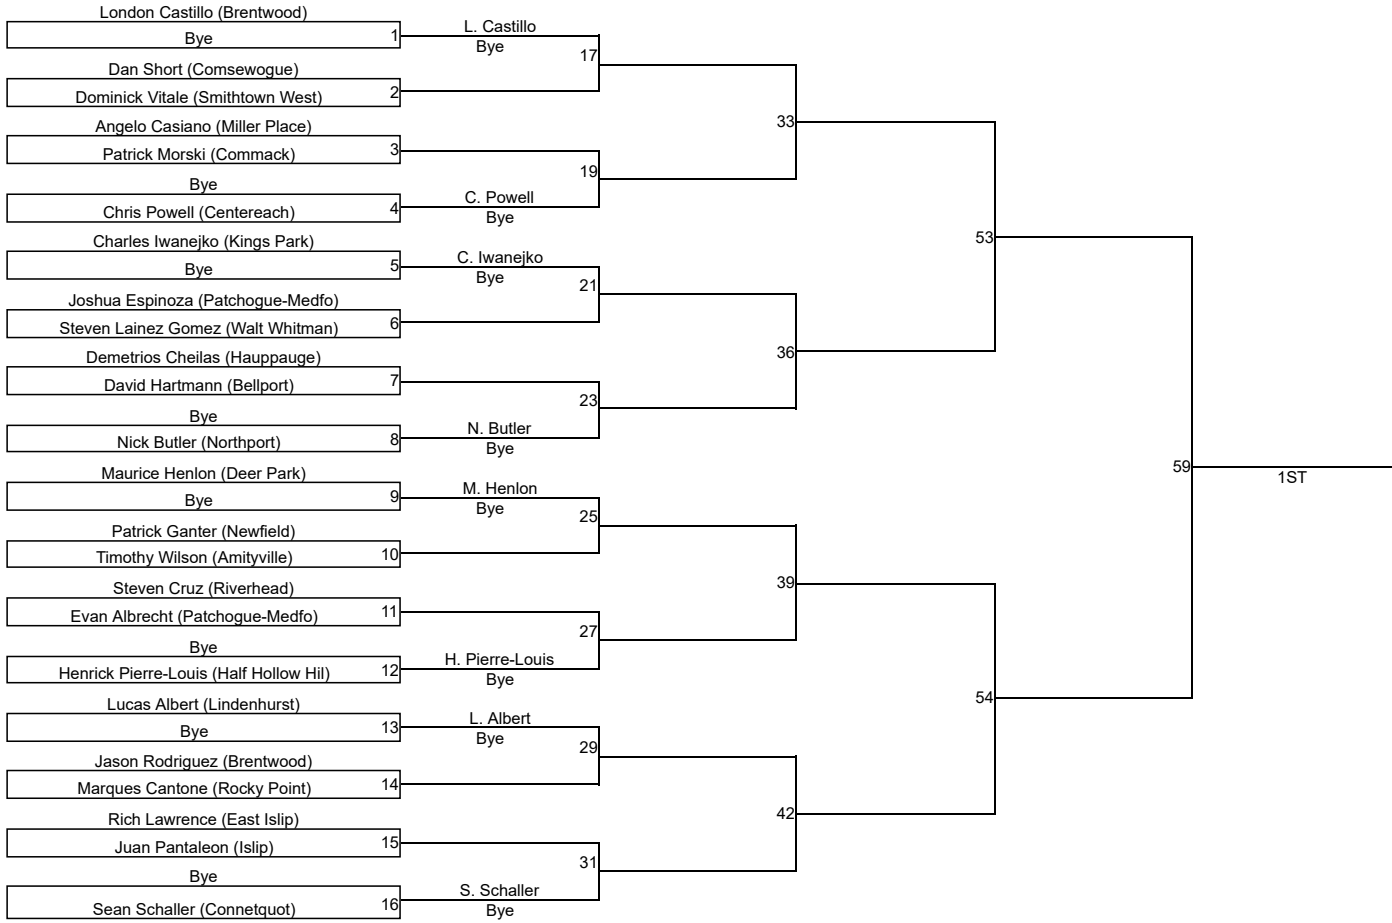 London Castillo (Brentwood)
Bye
1
L. Castillo
Bye
17
Dan Short (Comsewogue)
Dominick Vitale (Smithtown West)
2
33
Angelo Casiano (Miller Place)
Patrick Morski (Commack)
3
19
Bye
Chris Powell (Centereach)
4
C. Powell
Bye
53
Charles Iwanejko (Kings Park)
Bye
5
C. Iwanejko
Bye
21
Joshua Espinoza (Patchogue-Medfo)
Steven Lainez Gomez (Walt Whitman)
6
36
Demetrios Cheilas (Hauppauge)
David Hartmann (Bellport)
7
23
Bye
Nick Butler (Northport)
8
N. Butler
Bye
59
1ST
Maurice Henlon (Deer Park)
Bye
9
M. Henlon
Bye
25
Patrick Ganter (Newfield)
Timothy Wilson (Amityville)
10
39
Steven Cruz (Riverhead)
Evan Albrecht (Patchogue-Medfo)
11
27
Bye
Henrick Pierre-Louis (Half Hollow Hil)
12
H. Pierre-Louis
Bye
54
Lucas Albert (Lindenhurst)
Bye
13
L. Albert
Bye
29
Jason Rodriguez (Brentwood)
Marques Cantone (Rocky Point)
14
42
Rich Lawrence (East Islip)
Juan Pantaleon (Islip)
15
31
Bye
Sean Schaller (Connetquot)
16
S. Schaller
Bye